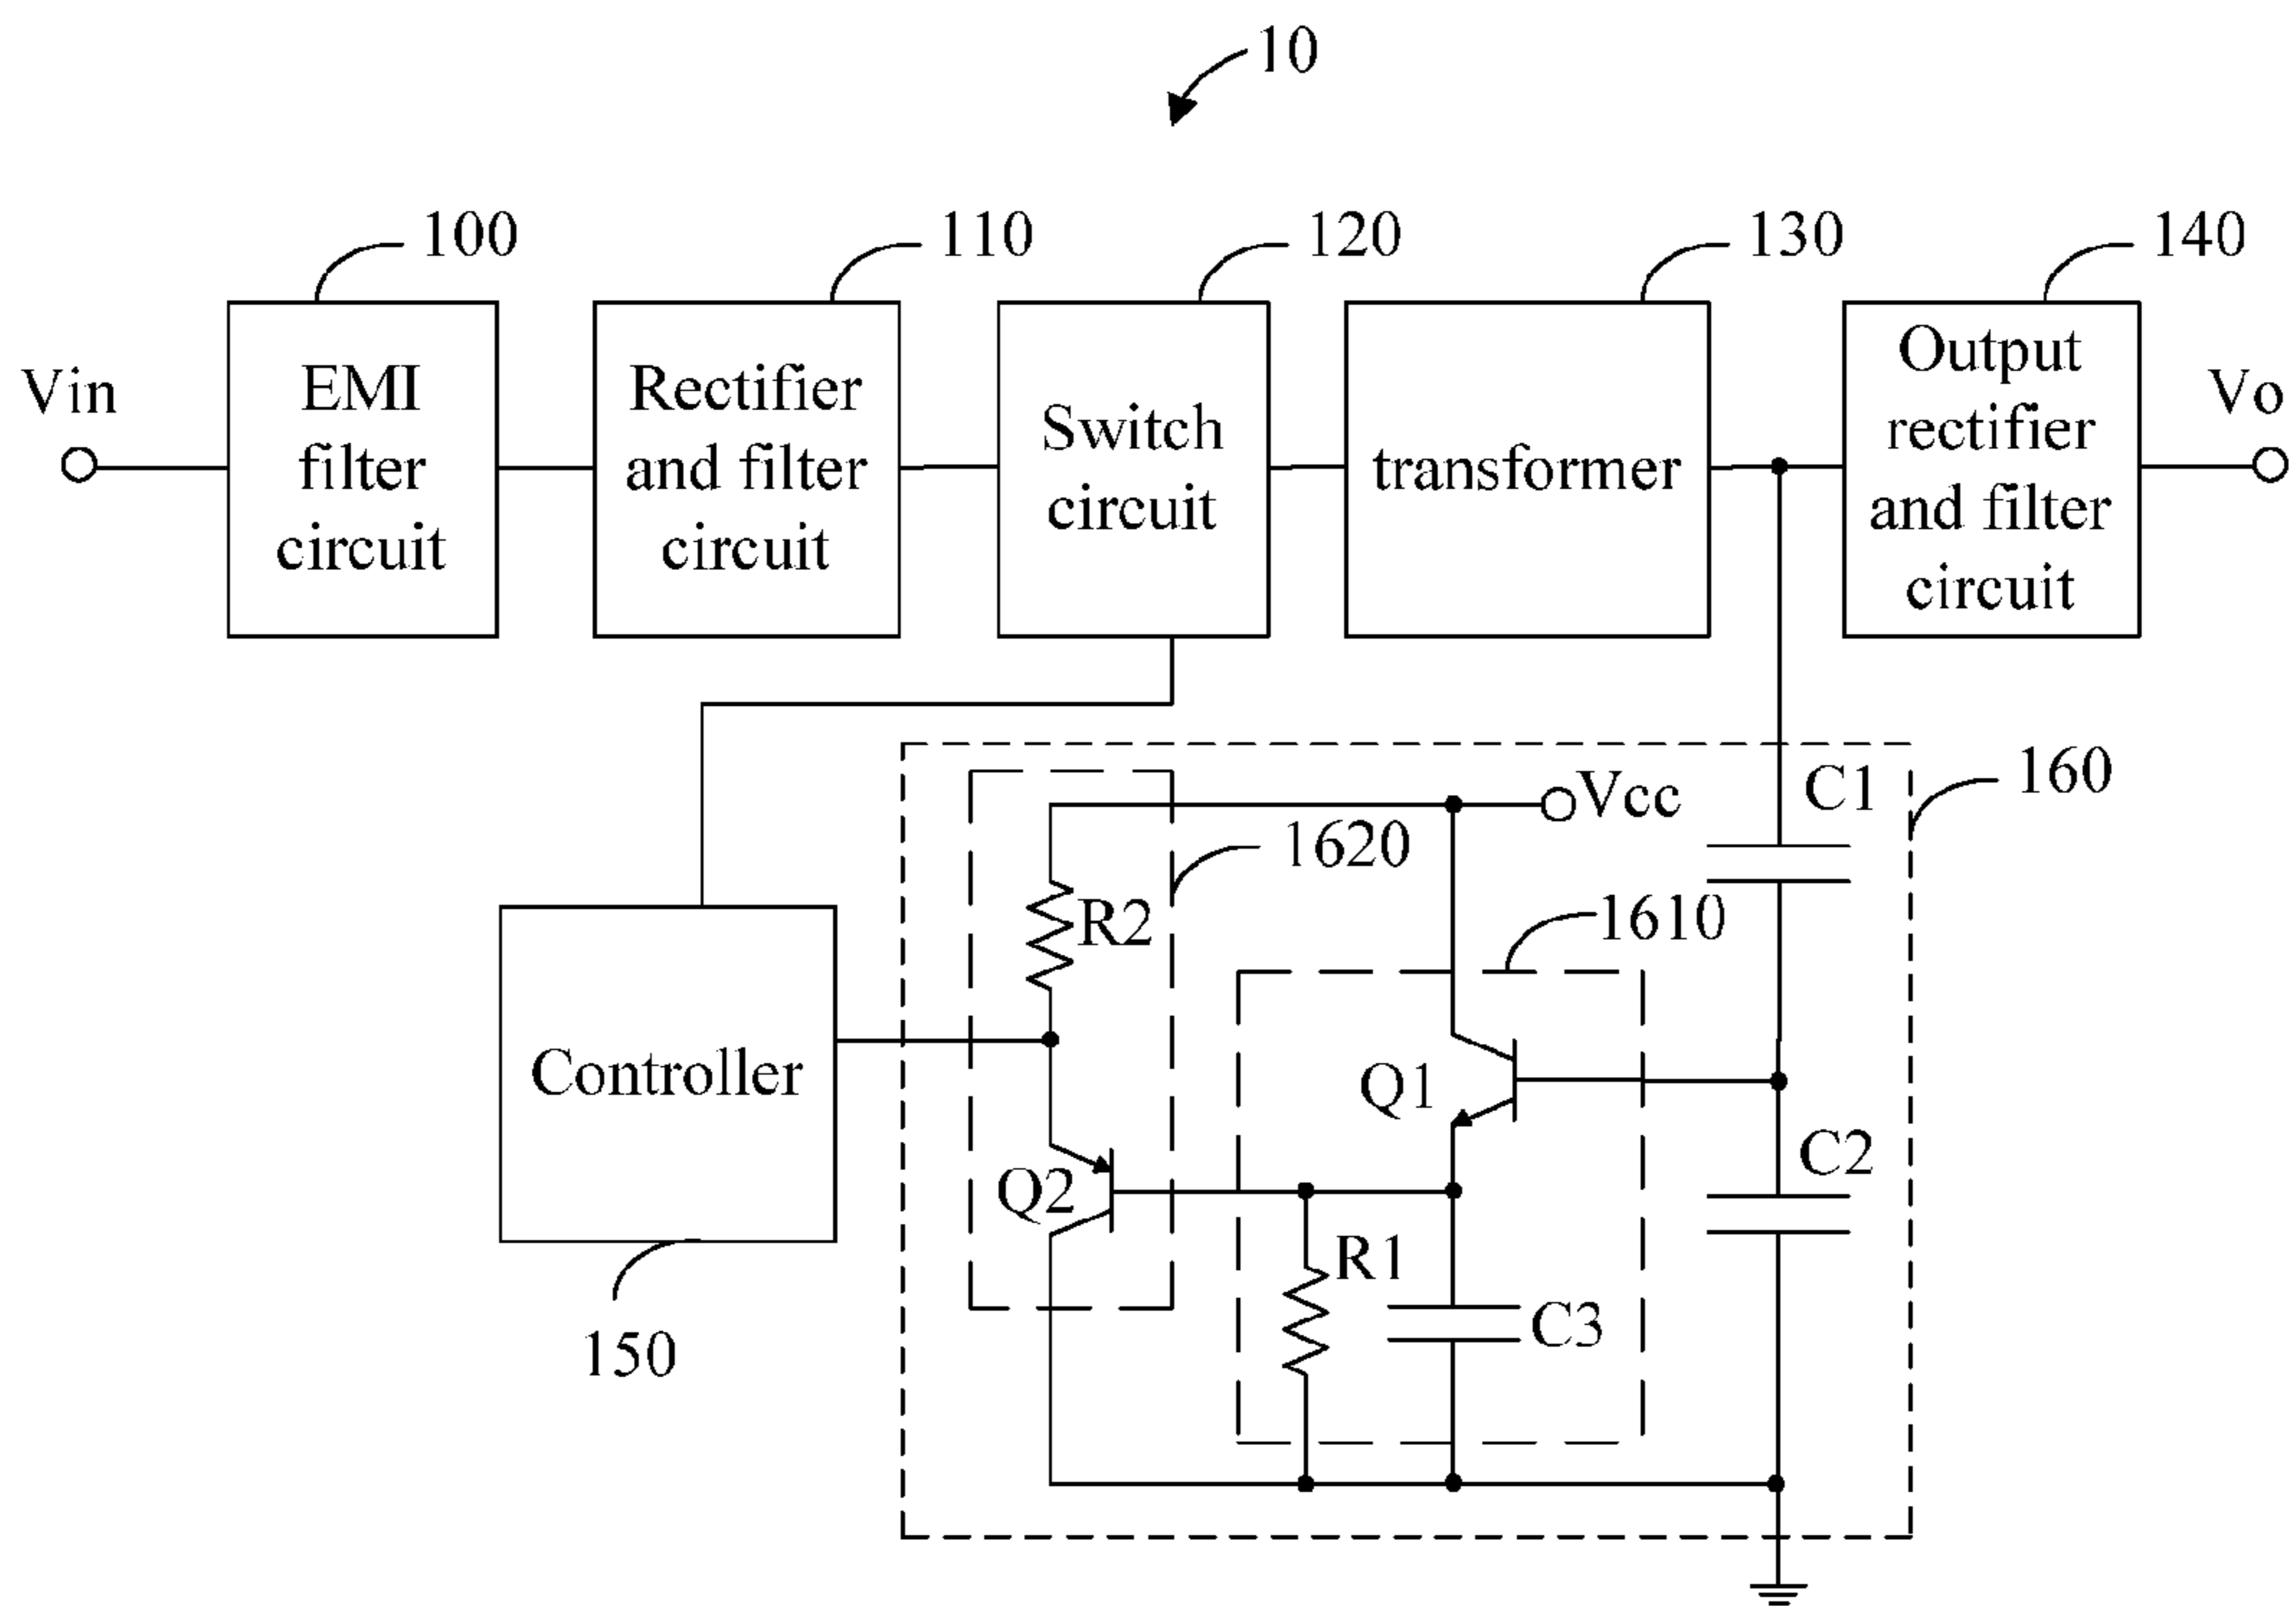 10
100
110
120
130
140
Vin
EMI
filter
circuit
Rectifier
and filter
circuit
Switch
circuit
transformer
Output
rectifier
and filter
circuit
Vo
160
C1
Vcc
1620
R2
1610
Controller
Q1
C2
Q2
R1
C3
150